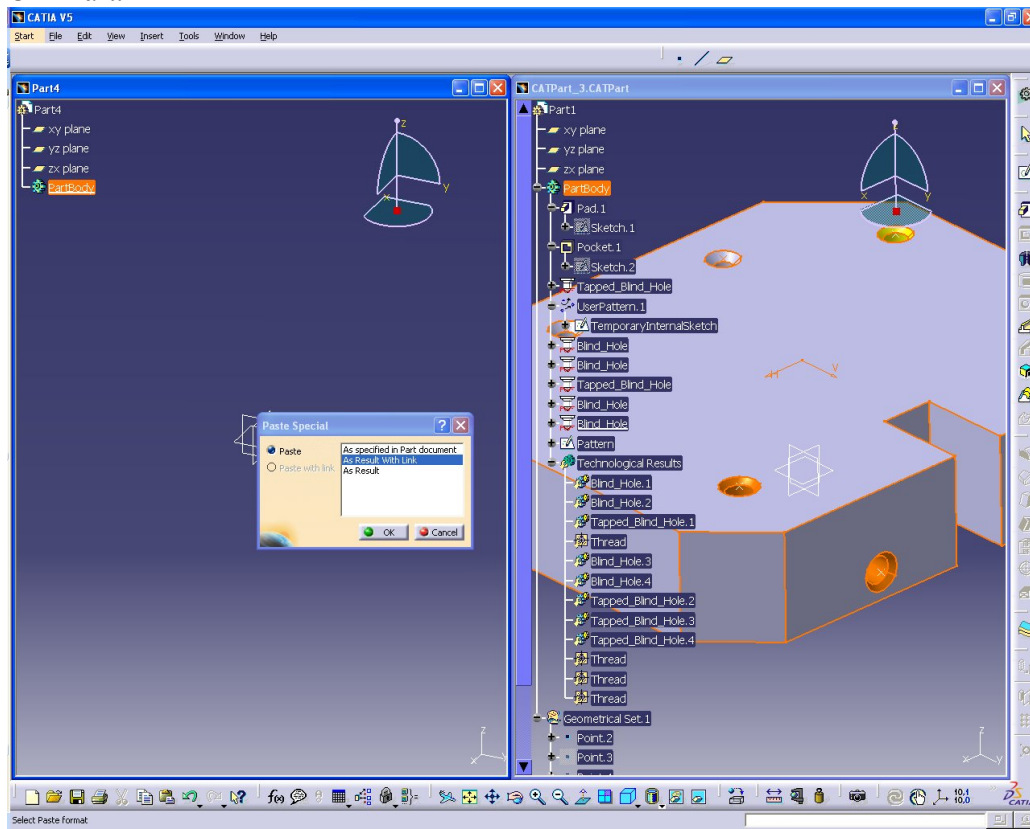 CATIA V5
Start File Edit View Insert Tools Window Help
Part4
Part4
xy plane
yz plane
zx plane
PartBody
z
x
y
Paste Special
Paste
Paste with link
As specified in Part document
As Result With Link
As Result
OK Cancel
CATPart_3.CATPart
Part1
xy plane
yz plane
zx plane
PartBody
Pad.1
Sketch.1
Pocket.1
Sketch.2
Tapped_Blind_Hole
UserPattern.1
TemporaryInternalSketch
Blind_Hole
Blind_Hole
Tapped_Blind_Hole
Blind_Hole
Blind_Hole
Pattern
Technological Results
Blind_Hole.1
Blind_Hole.2
Tapped_Blind_Hole.1
Thread
Blind_Hole.3
Blind_Hole.4
Tapped_Blind_Hole.2
Tapped_Blind_Hole.3
Tapped_Blind_Hole.4
Thread
Thread
Thread
Geometrical Set.1
Point.2
Point.3
x
y
H V
z
x y
z
x y
f(x)
10.1
10.0
CATIA
Select Paste format